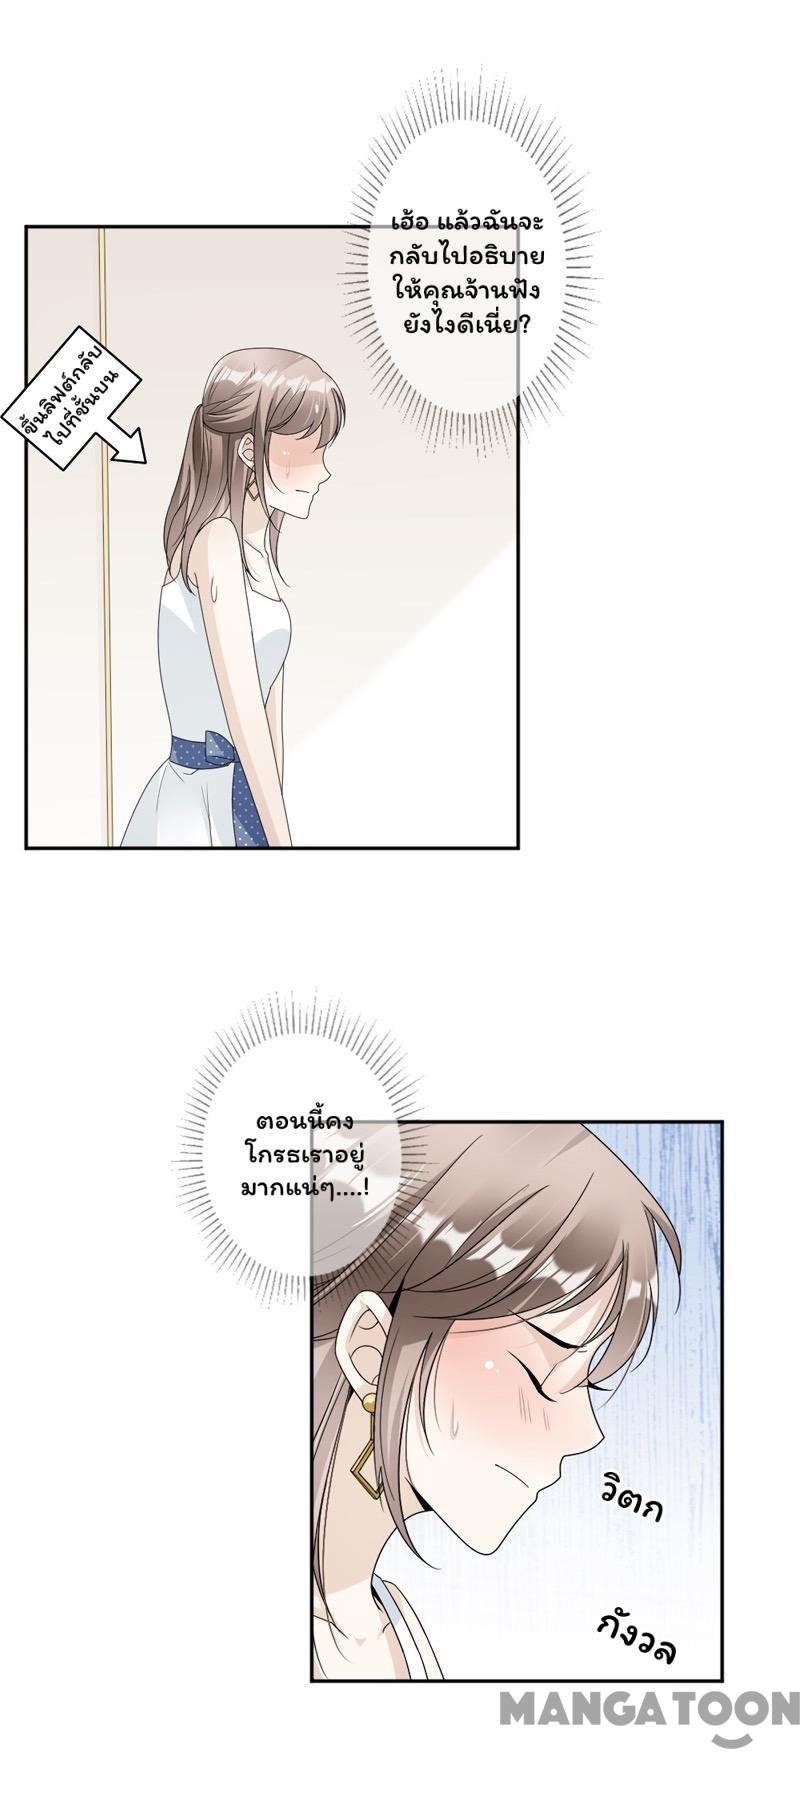 เฮ้อ แล้วฉันจะ
กลับไปอธิบาย
ให้คุณจ้านฟัง
ยังไงดีเนี่ย?
ขึ้นลิฟต์กลับ
ไปที่ชั้นบน
ตอนนี้คง
โกรธเราอยู่
มากแน่ๆ....!
วิตก
กังวล
MANGATOON